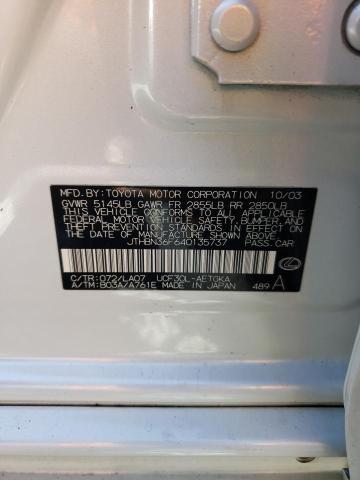 MFD.BY:TOYOTA MOTOR CORPORATION 10/03
GVWR 5145LB GAWR FR 2855LB RR 2850LB
THIS VEHICLE CONFORMS TO ALL APPLICABLE
FEDERAL MOTOR VEHICLE SAFETY, BUMPER, AND
THEFT PREVENTION STANDARDS IN EFFECT ON
THE DATE OF MANUFACTURE SHOWN ABOVE.
JTHBN36F640135737 PASS.CAR
C/TR:072/LA07 UCF30L-AETGKA
A/TM:B03A/A761E MADE IN JAPAN 489 A